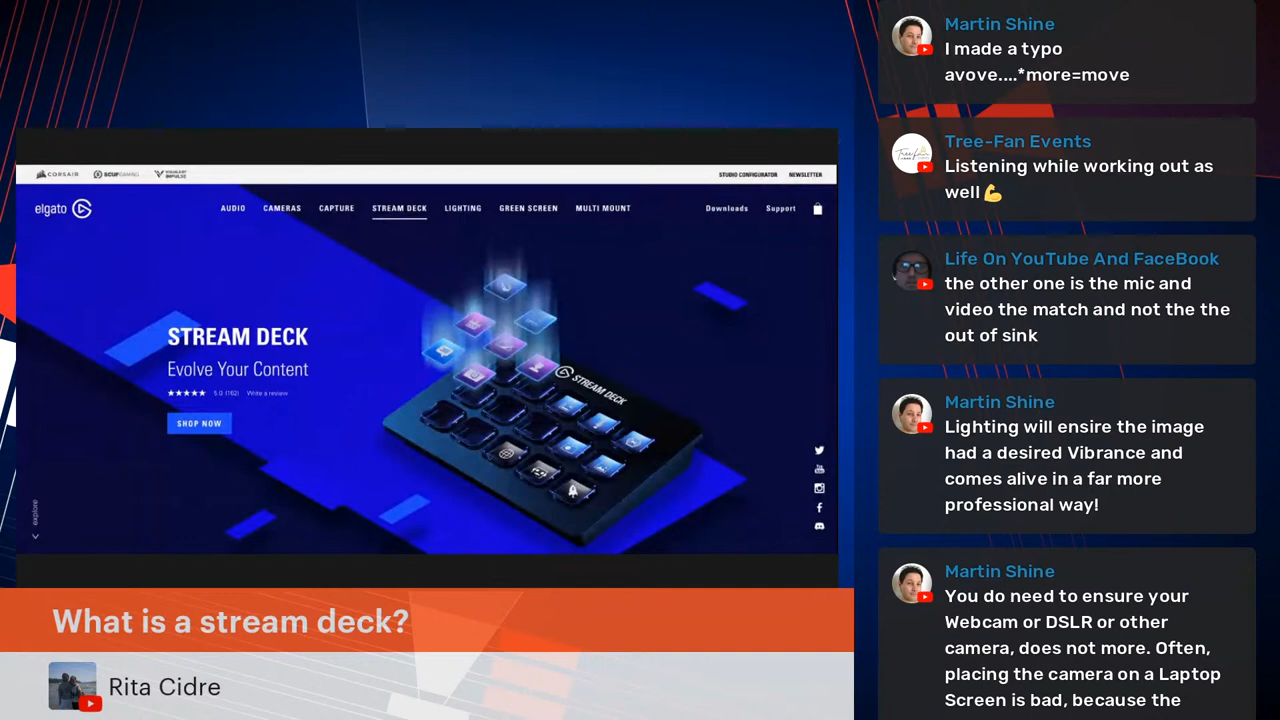 CORSAIR SCUF GAMING STUDIO CONFIGURATOR NEWSLETTER
elgato AUDIO CAMERAS CAPTURE STREAM DECK LIGHTING GREEN SCREEN MULTI MOUNT Downloads Support
STREAM DECK
Evolve Your Content
5.0 (162) Write a review
SHOP NOW
STREAM DECK
explore
What is a stream deck?
Rita Cidre
Martin Shine
I made a typo
avove....*more=move
Tree-Fan Events
Listening while working out as
well 💪
Life On YouTube And FaceBook
the other one is the mic and
video the match and not the the
out of sink
Martin Shine
Lighting will ensire the image
had a desired Vibrance and
comes alive in a far more
professional way!
Martin Shine
You do need to ensure your
Webcam or DSLR or other
camera, does not more. Often,
placing the camera on a Laptop
Screen is bad, because the